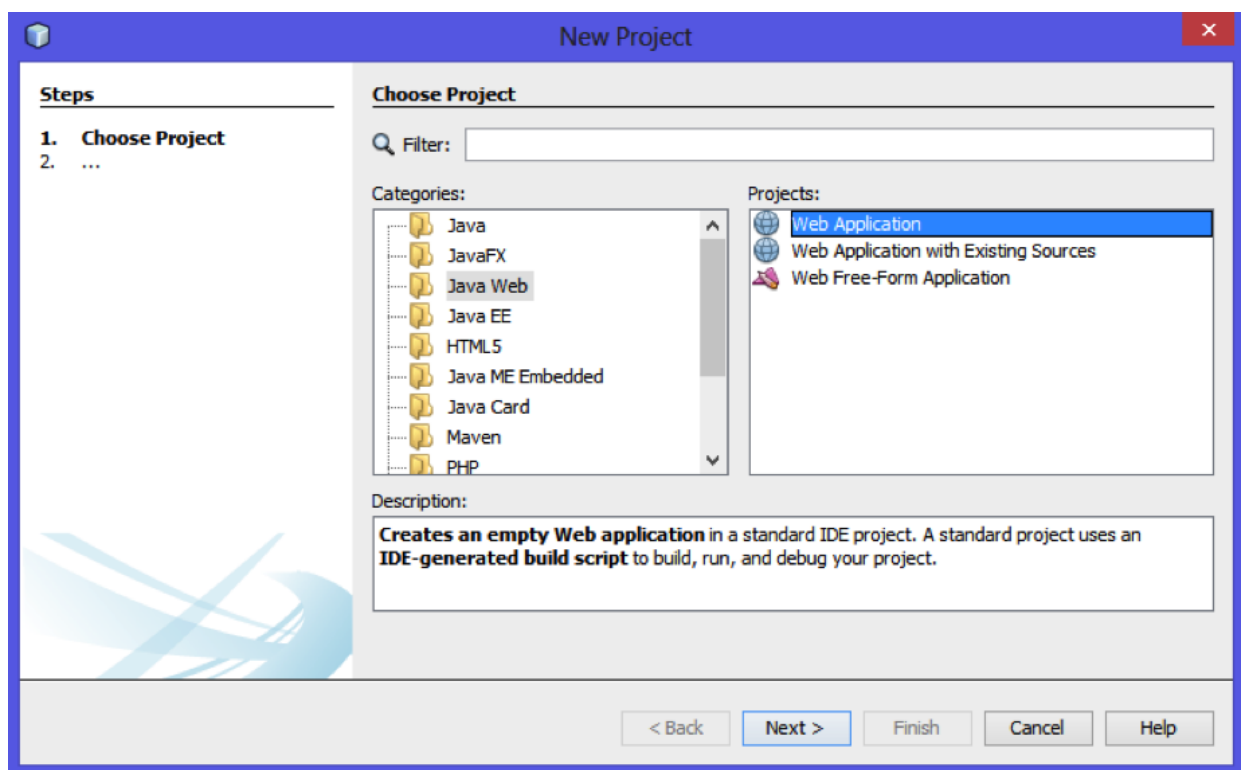 New Project
Steps
1. Choose Project
2. ...
Choose Project
Filter:
Categories:
Java
JavaFX
Java Web
Java EE
HTML5
Java ME Embedded
Java Card
Maven
PHP
Projects:
Web Application
Web Application with Existing Sources
Web Free-Form Application
Description:
Creates an empty Web application in a standard IDE project. A standard project uses an
IDE-generated build script to build, run, and debug your project.
< Back Next > Finish Cancel Help